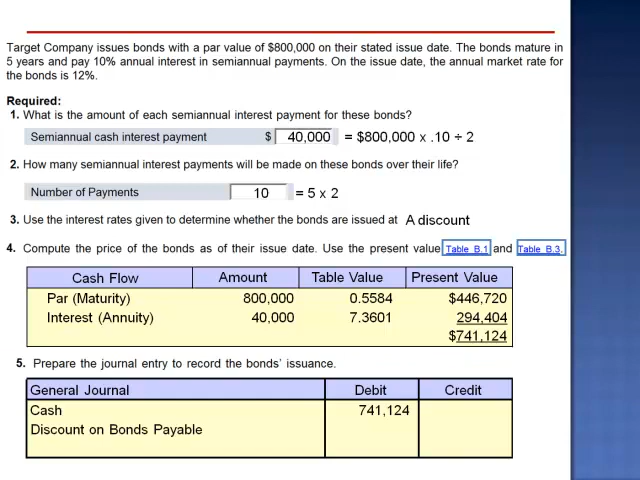 Target Company issues bonds with a par value of $800,000 on their stated issue date. The bonds mature in
5 years and pay 10% annual interest in semiannual payments. On the issue date, the annual market rate for
the bonds is 12%.
Required:
1. What is the amount of each semiannual interest payment for these bonds?
Semiannual cash interest payment $ 40,000 = $800,000 x .10 ÷ 2
2. How many semiannual interest payments will be made on these bonds over their life?
Number of Payments 10 = 5 x 2
3. Use the interest rates given to determine whether the bonds are issued at A discount
4. Compute the price of the bonds as of their issue date. Use the present value Table B.1 and Table B.3.
Cash Flow Amount Table Value Present Value
Par (Maturity) 800,000 0.5584 $446,720
Interest (Annuity) 40,000 7.3601 294,404
$741,124
5. Prepare the journal entry to record the bonds' issuance.
General Journal Debit Credit
Cash 741,124
Discount on Bonds Payable